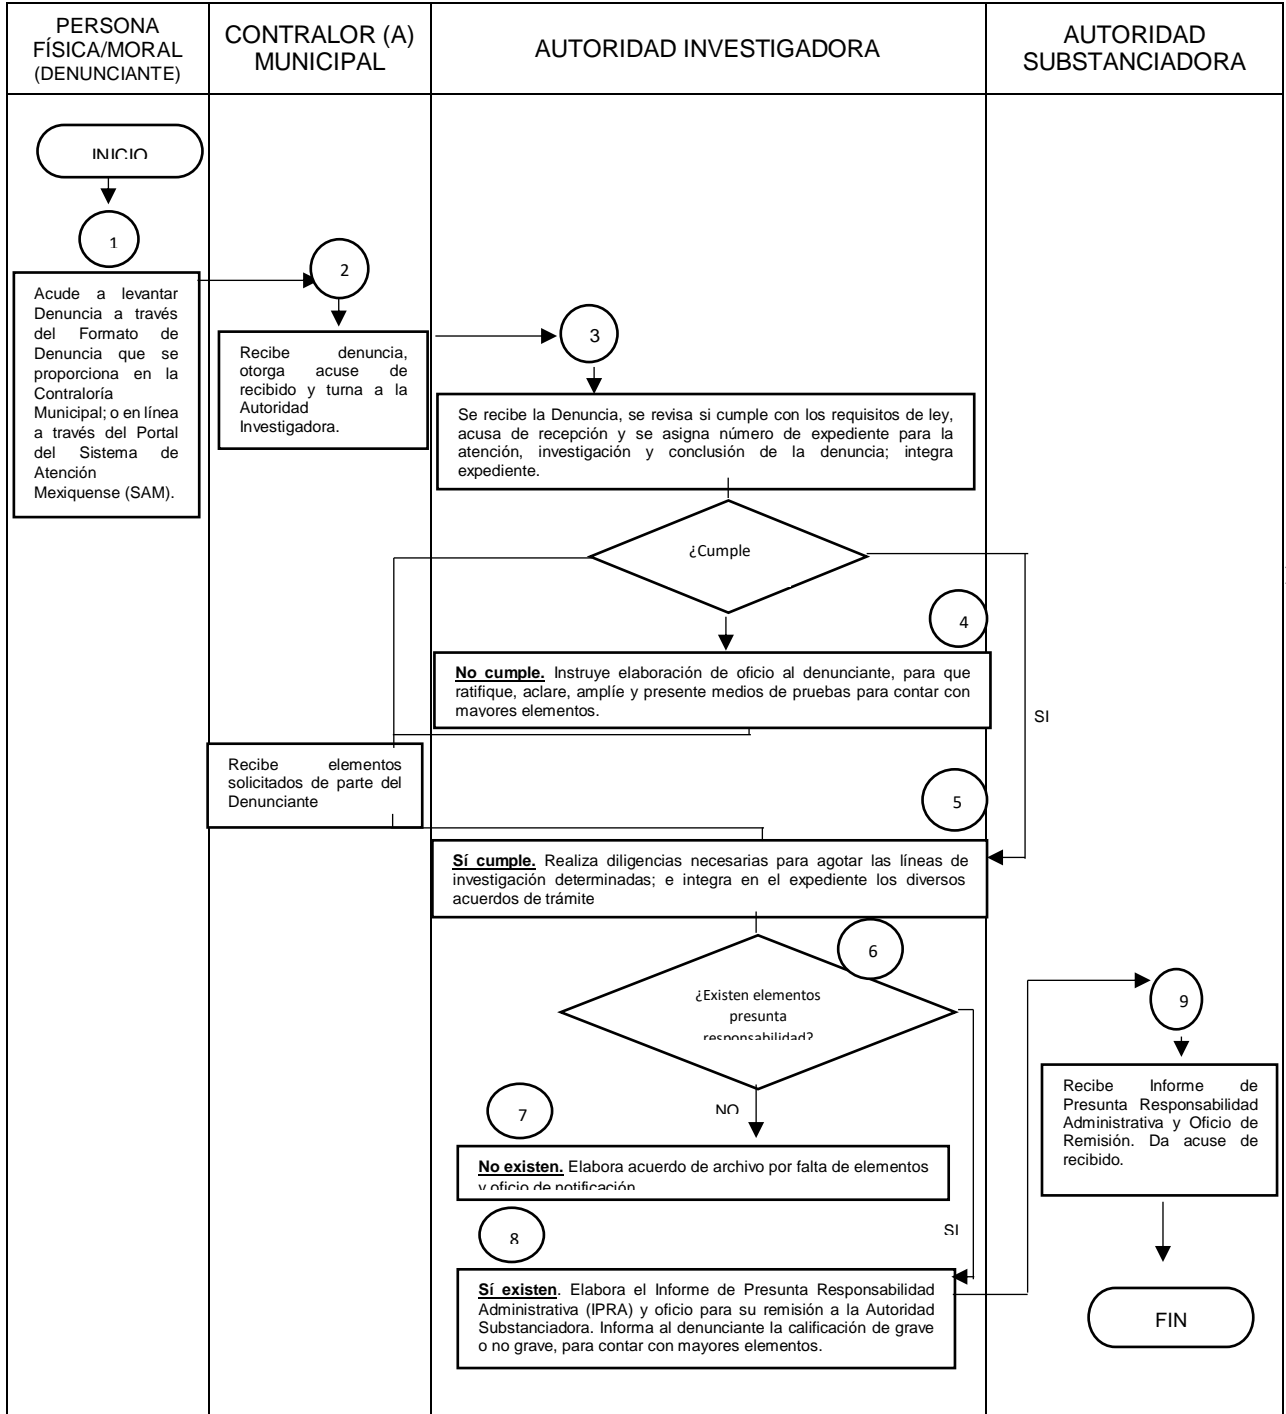 PERSONA
FÍSICA/MORAL
(DENUNCIANTE)
CONTRALOR (A)
MUNICIPAL
AUTORIDAD INVESTIGADORA
AUTORIDAD
SUBSTANCIADORA
INICIO
1
Acude a levantar
Denuncia a través
del Formato de
Denuncia que se
proporciona en la
Contraloría
Municipal; o en línea
a través del Portal
del Sistema de
Atención
Mexiquense (SAM).
2
Recibe denuncia,
otorga acuse de
recibido y turna a la
Autoridad
Investigadora.
3
Se recibe la Denuncia, se revisa si cumple con los requisitos de ley,
acusa de recepción y se asigna número de expediente para la
atención, investigación y conclusión de la denuncia; integra
expediente.
¿Cumple
4
No cumple. Instruye elaboración de oficio al denunciante, para que
ratifique, aclare, amplíe y presente medios de pruebas para contar con
mayores elementos.
SI
Recibe elementos
solicitados de parte del
Denunciante
5
Sí cumple. Realiza diligencias necesarias para agotar las líneas de
investigación determinadas; e integra en el expediente los diversos
acuerdos de trámite
6
¿Existen elementos
presunta
responsabilidad?
NO
7
No existen. Elabora acuerdo de archivo por falta de elementos
y oficio de notificación
SI
8
Sí existen. Elabora el Informe de Presunta Responsabilidad
Administrativa (IPRA) y oficio para su remisión a la Autoridad
Substanciadora. Informa al denunciante la calificación de grave
o no grave, para contar con mayores elementos.
9
Recibe Informe de
Presunta Responsabilidad
Administrativa y Oficio de
Remisión. Da acuse de
recibido.
FIN